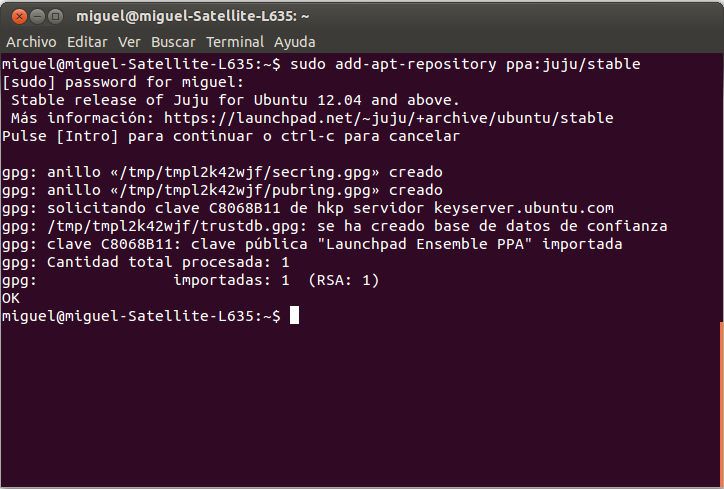 miguel@miguel-Satellite-L635: ~
Archivo Editar Ver Buscar Terminal Ayuda
miguel@miguel-Satellite-L635:~$ sudo add-apt-repository ppa:juju/stable
[sudo] password for miguel:
 Stable release of Juju for Ubuntu 12.04 and above.
 Más información: https://launchpad.net/~juju/+archive/ubuntu/stable
Pulse [Intro] para continuar o ctrl-c para cancelar

gpg: anillo «/tmp/tmpl2k42wjf/secring.gpg» creado
gpg: anillo «/tmp/tmpl2k42wjf/pubring.gpg» creado
gpg: solicitando clave C8068B11 de hkp servidor keyserver.ubuntu.com
gpg: /tmp/tmpl2k42wjf/trustdb.gpg: se ha creado base de datos de confianza
gpg: clave C8068B11: clave pública "Launchpad Ensemble PPA" importada
gpg: Cantidad total procesada: 1
gpg:               importadas: 1  (RSA: 1)
OK
miguel@miguel-Satellite-L635:~$